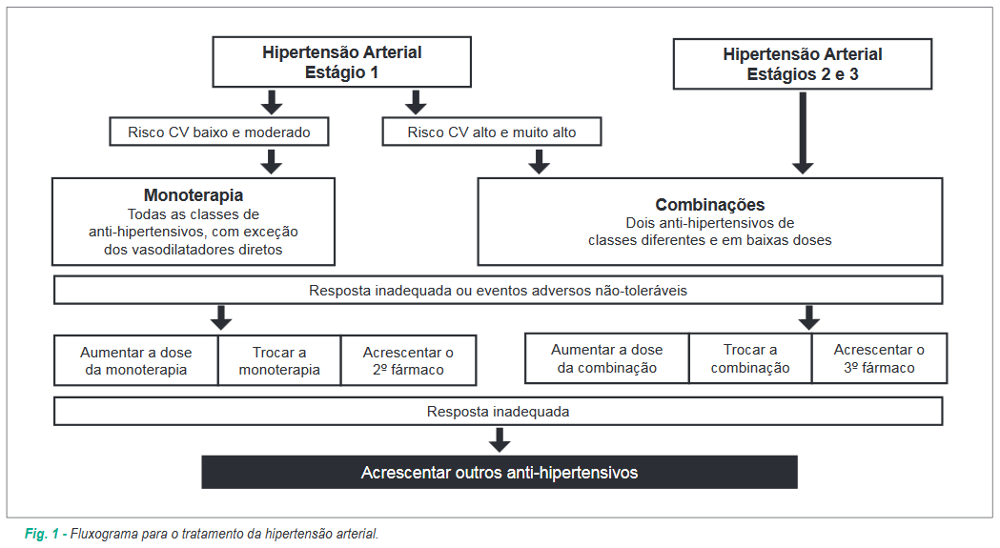 Hipertensão Arterial
Estágio 1
Hipertensão Arterial
Estágios 2 e 3
Risco CV baixo e moderado
Risco CV alto e muito alto
Monoterapia
Todas as classes de
anti-hipertensivos, com exceção
dos vasodilatadores diretos
Combinações
Dois anti-hipertensivos de
classes diferentes e em baixas doses
Resposta inadequada ou eventos adversos não-toleráveis
Aumentar a dose
da monoterapia
Trocar a
monoterapia
Acrescentar o
2º fármaco
Aumentar a dose
da combinação
Trocar a
combinação
Acrescentar o
3º fármaco
Resposta inadequada
Acrescentar outros anti-hipertensivos
Fig. 1 - Fluxograma para o tratamento da hipertensão arterial.